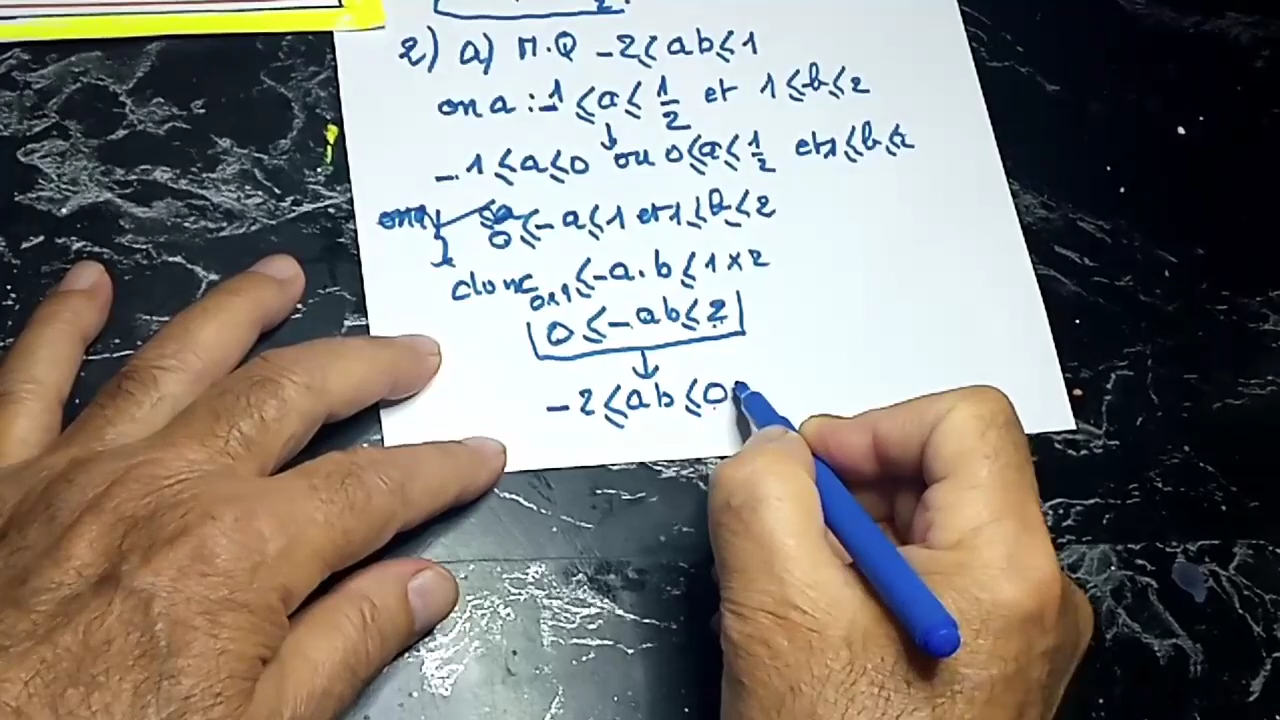 2) a) M.Q -2 ≤ ab ≤ 1
on a : -1 ≤ a ≤ 1/2 et 1 ≤ b ≤ 2
-1 ≤ a ≤ 0 ou 0 ≤ a ≤ 1/2 et 1 ≤ b ≤ 2
0 ≤ -a ≤ 1 et 1 ≤ b ≤ 2
donc 0×1 ≤ -a.b ≤ 1×2
0 ≤ -ab ≤ 2
-2 ≤ ab ≤ 0